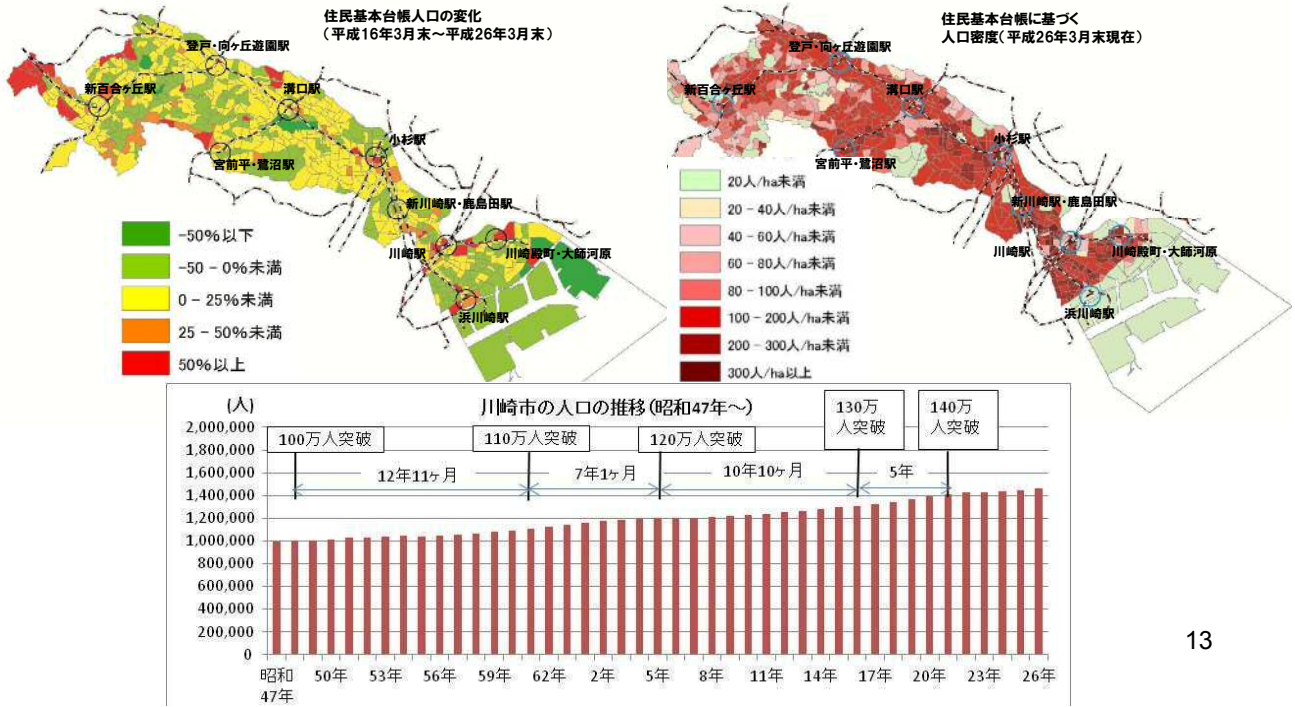 住民基本台帳人口の変化
(平成16年3月末～平成26年3月末)
登戸・向ヶ丘遊園駅
新百合ヶ丘駅
溝口駅
小杉駅
宮前平・鷺沼駅
新川崎駅・鹿島田駅
川崎駅
川崎殿町・大師河原
浜川崎駅
-50%以下
-50－0%未満
0－25%未満
25－50%未満
50%以上
住民基本台帳に基づく
人口密度(平成26年3月末現在)
登戸・向ヶ丘遊園駅
新百合ヶ丘駅
溝口駅
小杉駅
宮前平・鷺沼駅
新川崎駅・鹿島田駅
川崎駅
川崎殿町・大師河原
浜川崎駅
20人/ha未満
20－40人/ha未満
40－60人/ha未満
60－80人/ha未満
80－100人/ha未満
100－200人/ha未満
200－300人/ha未満
300人/ha以上
(人)
川崎市の人口の推移(昭和47年～)
100万人突破
110万人突破
120万人突破
130万
人突破
140万
人突破
12年11ヶ月
7年1ヶ月
10年10ヶ月
5年
2,000,000
1,800,000
1,600,000
1,400,000
1,200,000
1,000,000
800,000
600,000
400,000
200,000
0
昭和
47年
50年
53年
56年
59年
62年
2年
5年
8年
11年
14年
17年
20年
23年
26年
13